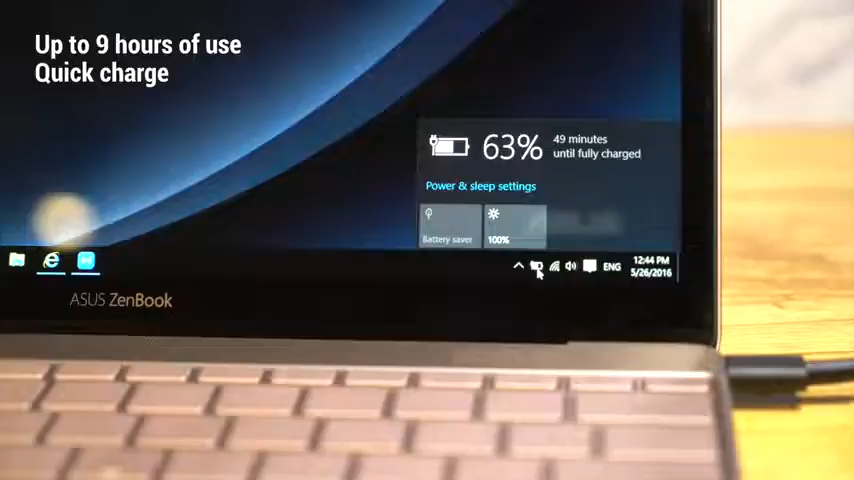 Up to 9 hours of use
Quick charge
63%
49 minutes
until fully charged
Power & sleep settings
Battery saver
100%
ENG
12:44 PM
5/26/2016
ASUS ZenBook